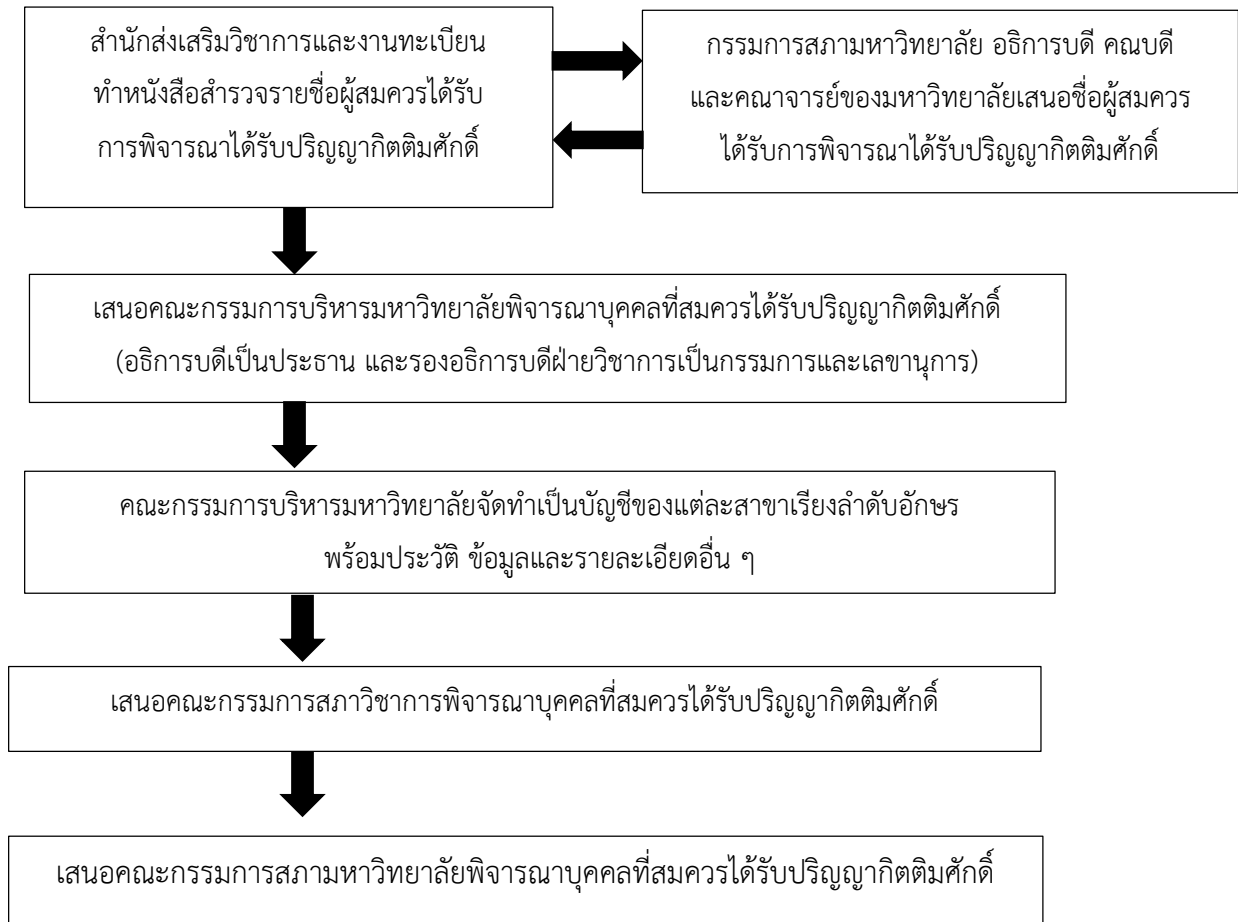 สำนักส่งเสริมวิชาการและงานทะเบียน
ทำหนังสือสำรวจรายชื่อผู้สมควรได้รับ
การพิจารณาได้รับปริญญากิตติมศักดิ์
กรรมการสภามหาวิทยาลัย อธิการบดี คณบดี
และคณาจารย์ของมหาวิทยาลัยเสนอชื่อผู้สมควร
ได้รับการพิจารณาได้รับปริญญากิตติมศักดิ์
เสนอคณะกรรมการบริหารมหาวิทยาลัยพิจารณาบุคคลที่สมควรได้รับปริญญากิตติมศักดิ์
(อธิการบดีเป็นประธาน และรองอธิการบดีฝ่ายวิชาการเป็นกรรมการและเลขานุการ)
คณะกรรมการบริหารมหาวิทยาลัยจัดทำเป็นบัญชีของแต่ละสาขาเรียงลำดับอักษร
พร้อมประวัติ ข้อมูลและรายละเอียดอื่น ๆ
เสนอคณะกรรมการสภาวิชาการพิจารณาบุคคลที่สมควรได้รับปริญญากิตติมศักดิ์
เสนอคณะกรรมการสภามหาวิทยาลัยพิจารณาบุคคลที่สมควรได้รับปริญญากิตติมศักดิ์